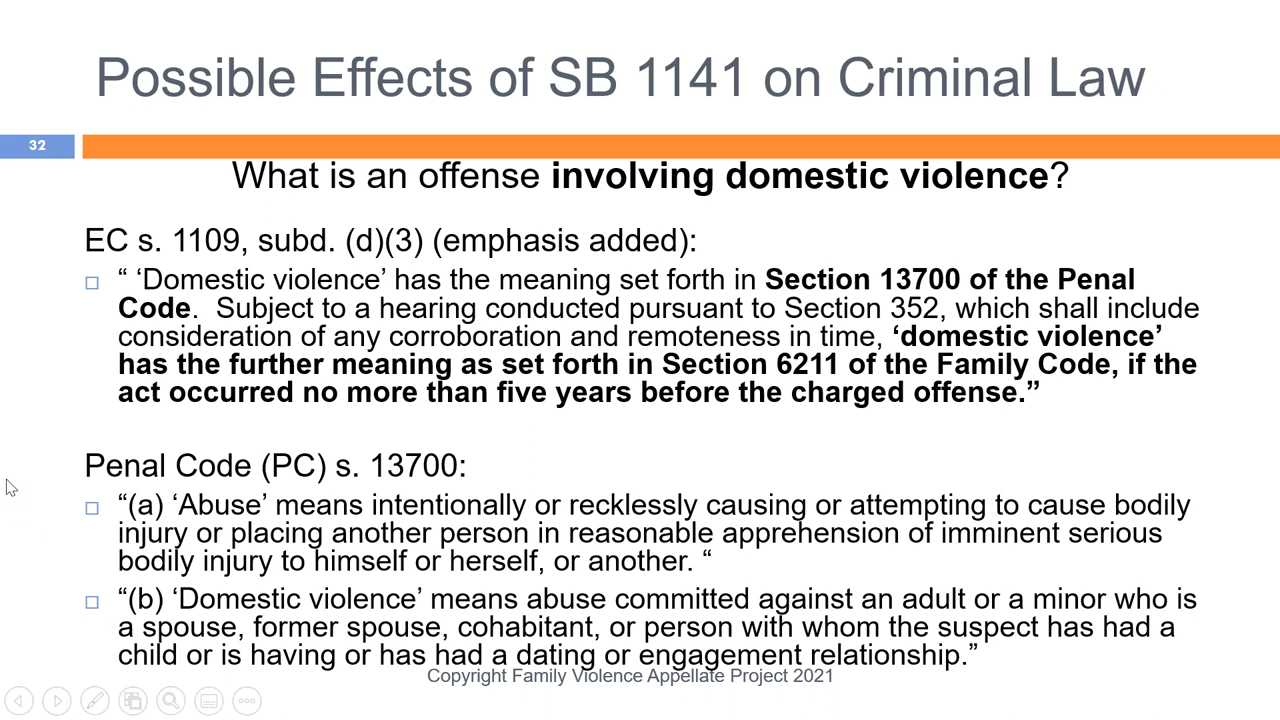 Possible Effects of SB 1141 on Criminal Law
32
What is an offense involving domestic violence?
EC s. 1109, subd. (d)(3) (emphasis added):
“ ‘Domestic violence’ has the meaning set forth in Section 13700 of the Penal
Code.  Subject to a hearing conducted pursuant to Section 352, which shall include
consideration of any corroboration and remoteness in time, ‘domestic violence’
has the further meaning as set forth in Section 6211 of the Family Code, if the
act occurred no more than five years before the charged offense.”
Penal Code (PC) s. 13700:
“(a) ‘Abuse’ means intentionally or recklessly causing or attempting to cause bodily
injury or placing another person in reasonable apprehension of imminent serious
bodily injury to himself or herself, or another. “
“(b) ‘Domestic violence’ means abuse committed against an adult or a minor who is
a spouse, former spouse, cohabitant, or person with whom the suspect has had a
child or is having or has had a dating or engagement relationship.”
Copyright Family Violence Appellate Project 2021